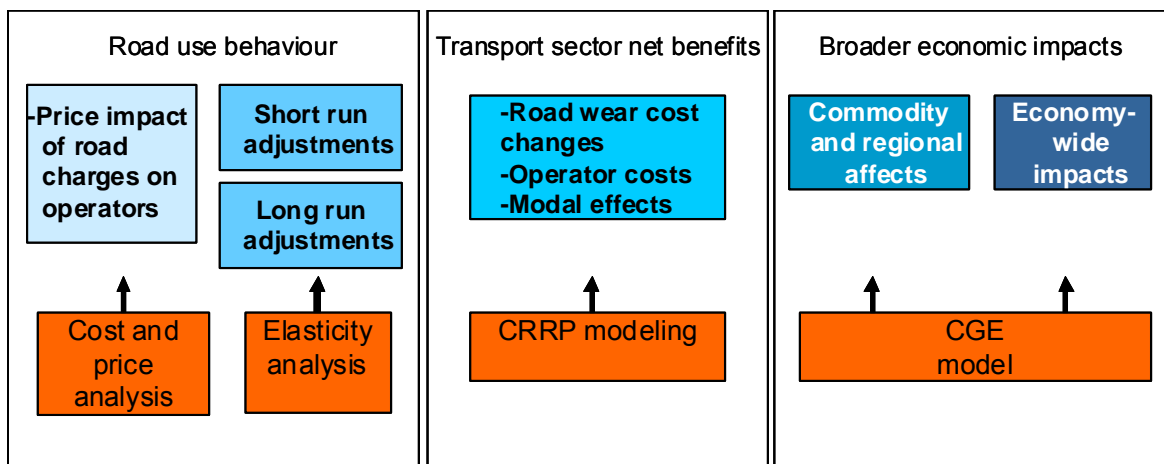 Road use behaviour
-Price impact
of road
charges on
operators
Short run
adjustments
Long run
adjustments
Cost and
price
analysis
Elasticity
analysis
Transport sector net benefits
-Road wear cost
changes
-Operator costs
-Modal effects
CRRP modeling
Broader economic impacts
Commodity
and regional
affects
Economy-
wide
impacts
CGE
model